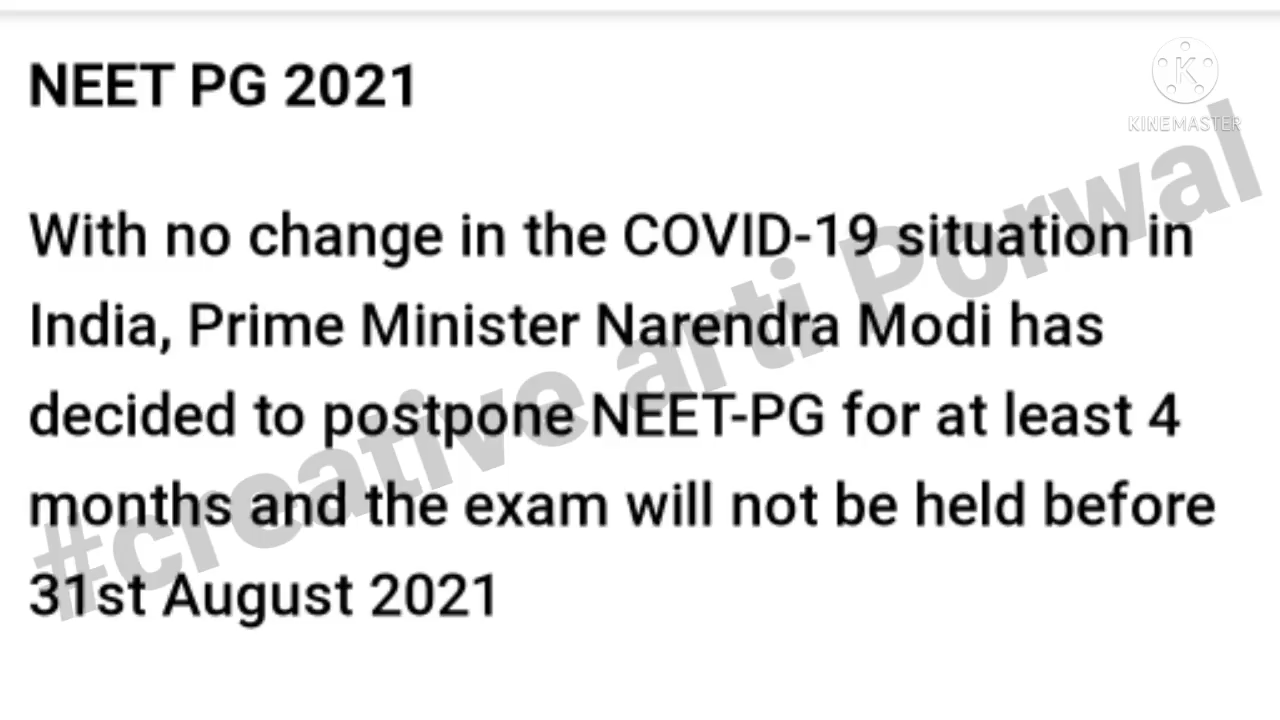 NEET PG 2021
K
KINEMASTER
With no change in the COVID-19 situation in
India, Prime Minister Narendra Modi has
decided to postpone NEET-PG for at least 4
months and the exam will not be held before
31st August 2021
#creative arti Porwal